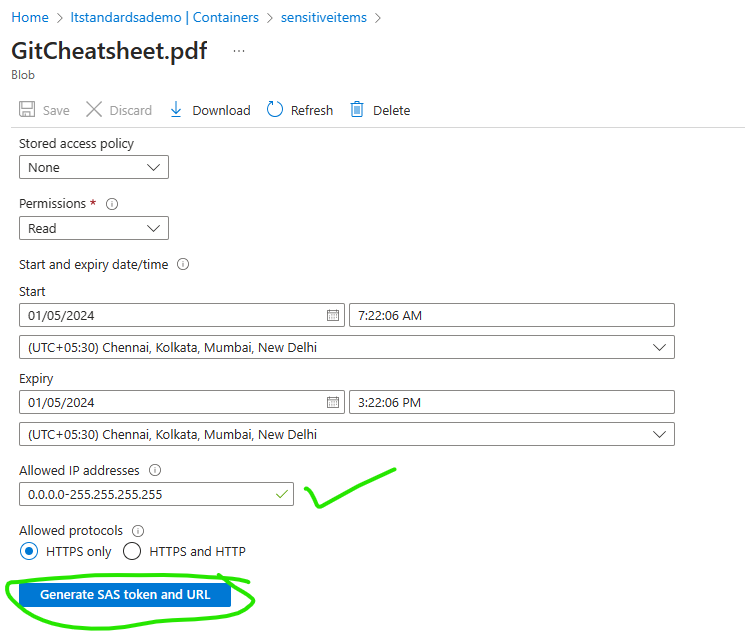 Home > ltstandardsademo | Containers > sensitiveitems >
GitCheatsheet.pdf ...
Blob
Save Discard Download Refresh Delete
Stored access policy
None
Permissions *
Read
Start and expiry date/time
Start
01/05/2024 7:22:06 AM
(UTC+05:30) Chennai, Kolkata, Mumbai, New Delhi
Expiry
01/05/2024 3:22:06 PM
(UTC+05:30) Chennai, Kolkata, Mumbai, New Delhi
Allowed IP addresses
0.0.0.0-255.255.255.255
Allowed protocols
HTTPS only HTTPS and HTTP
Generate SAS token and URL